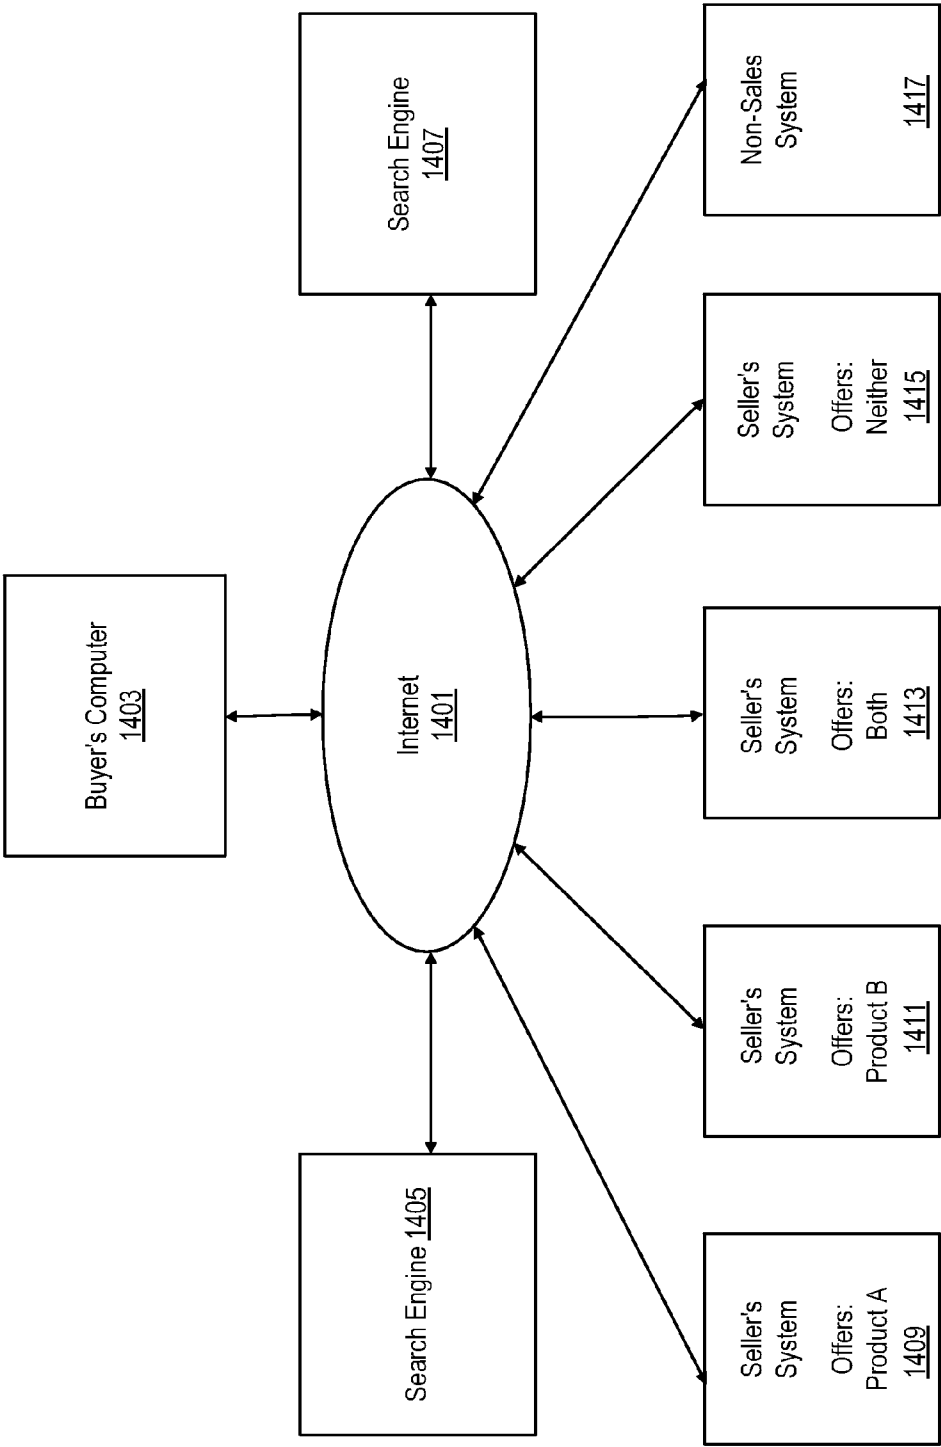 Buyer's Computer
1403
Search Engine 1405
Internet
1401
Search Engine
1407
Seller's
System
Offers:
Product A
1409
Seller's
System
Offers:
Product B
1411
Seller's
System
Offers:
Both
1413
Seller's
System
Offers:
Neither
1415
Non-Sales
System
1417